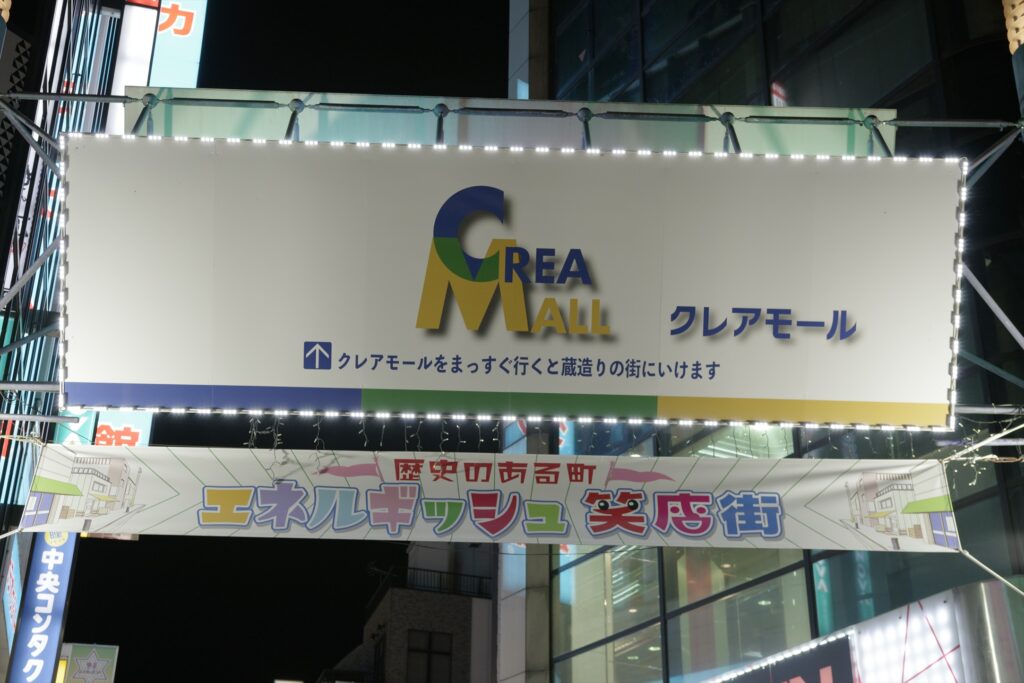 カ
CREA
MALL
クレアモール
↑ クレアモールをまっすぐ行くと蔵造りの街にいけます
館
歴史のある町
エネルギッシュ笑店街
中央コンタク